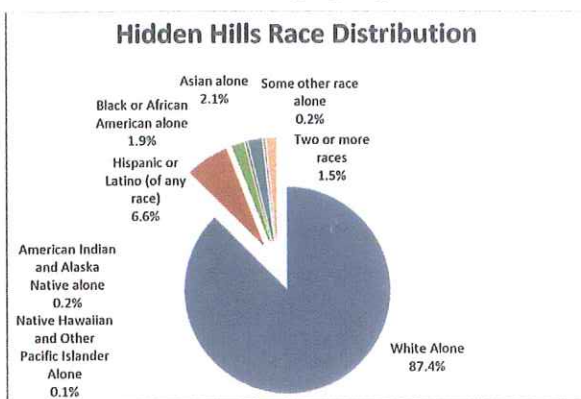 Hidden Hills Race Distribution
Asian alone
2.1%
Some other race
alone
0.2%
Black or African
American alone
1.9%
Two or more
races
1.5%
Hispanic or
Latino (of any
race)
6.6%
American Indian
and Alaska
Native alone
0.2%
Native Hawaiian
and Other
Pacific Islander
Alone
0.1%
White Alone
87.4%